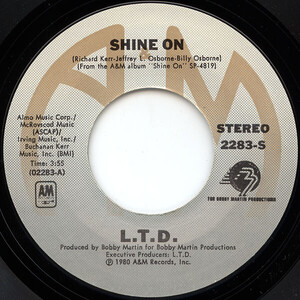 SHINE ON
(Richard Kerr-Jeffrey E. Osborne-Billy Osborne)
(From the A&M album "Shine On" SP-4819)
Almo Music Corp./
McRovscod Music
(ASCAP)/
Irving Music, Inc./
Buchanan Kerr
Music, Inc. (BMI)
Time: 3:55
(02283-A)
STEREO
2283-S
A&M
RECORDS
FOR BOBBY MARTIN PRODUCTIONS
L.T.D.
Produced by Bobby Martin for Bobby Martin Productions
Executive Producers: L.T.D.
℗ 1980 A&M Records, Inc.